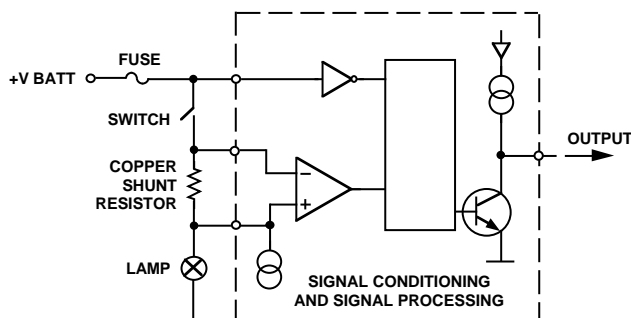 FUSE
+V BATT
SWITCH
OUTPUT
COPPER
SHUNT
RESISTOR
−
+
LAMP
SIGNAL CONDITIONING
AND SIGNAL PROCESSING